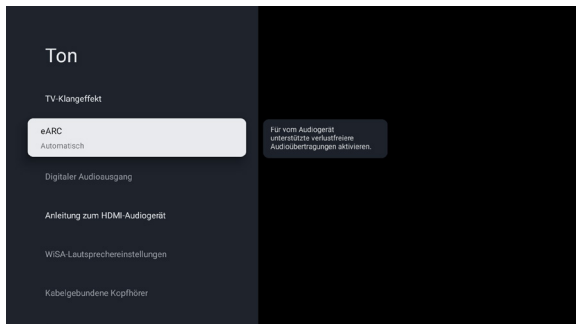 Ton
TV-Klangeffekt
eARC
Automatisch
Für vom Audiogerät
unterstützte verlustfreie
Audioübertragungen aktivieren.
Digitaler Audioausgang
Anleitung zum HDMI-Audiogerät
WiSA-Lautsprechereinstellungen
Kabelgebundene Kopfhörer